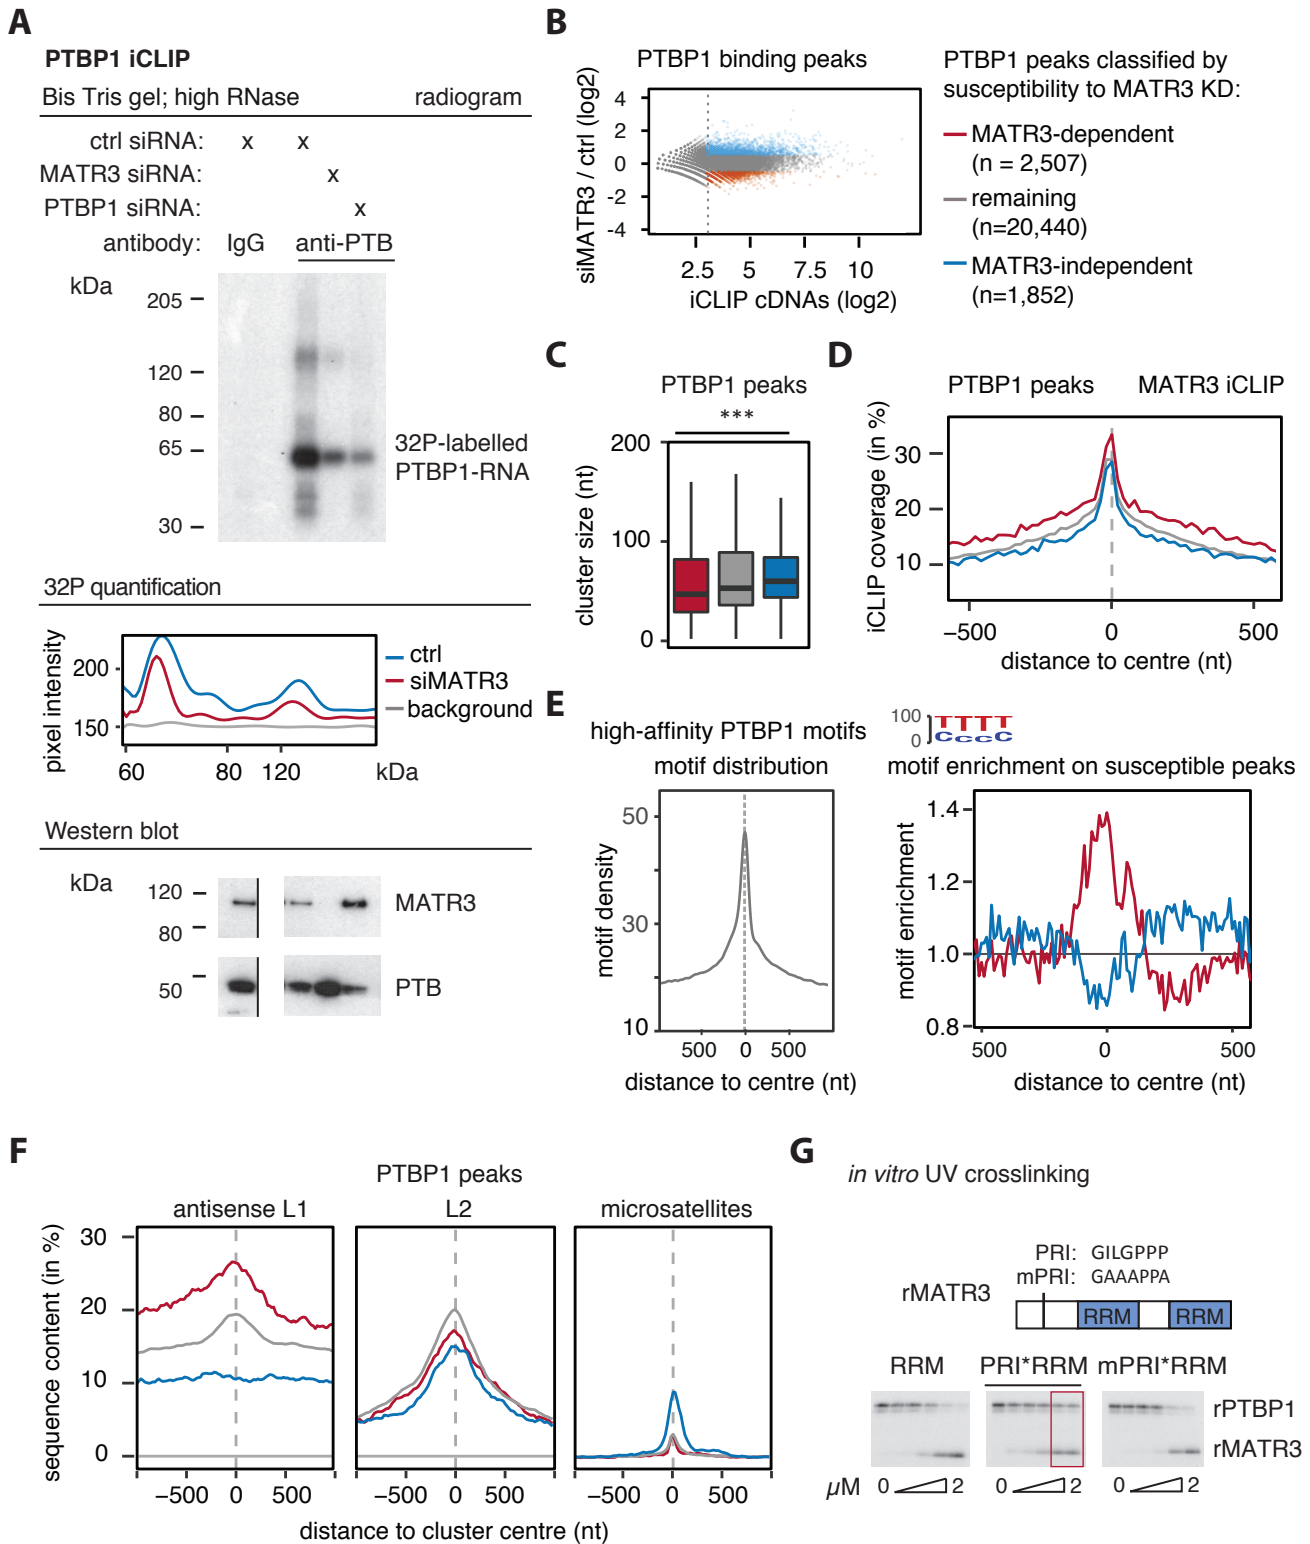 A
PTBP1 iCLIP
Bis Tris gel; high RNase radiogram
ctrl siRNA: x x
MATR3 siRNA: x
PTBP1 siRNA: x
antibody: IgG anti-PTB
kDa
205
120
80
65
30
32P-labelled
PTBP1-RNA
32P quantification
pixel intensity
200
150
60 80 120 kDa
ctrl
siMATR3
background
Western blot
kDa
120
80
MATR3
50
PTB
B
PTBP1 binding peaks
siMATR3 / ctrl (log2)
4
2
0
-2
-4
2.5 5 7.5 10
iCLIP cDNAs (log2)
PTBP1 peaks classified by
susceptibility to MATR3 KD:
MATR3-dependent
(n = 2,507)
remaining
(n=20,440)
MATR3-independent
(n=1,852)
C
PTBP1 peaks
***
cluster size (nt)
200
100
0
D
PTBP1 peaks MATR3 iCLIP
iCLIP coverage (in %)
30
20
10
−500 0 500
distance to centre (nt)
E
high-affinity PTBP1 motifs
100
0
TTTT
CCCC
motif distribution
motif density
50
30
10
500 0 500
distance to centre (nt)
motif enrichment on susceptible peaks
motif enrichment
1.4
1.2
1.0
0.8
500 0 500
distance to centre (nt)
F
PTBP1 peaks
antisense L1 L2 microsatellites
sequence content (in %)
30
20
10
0
−500 0 500 −500 0 500 −500 0 500
distance to cluster centre (nt)
G
in vitro UV crosslinking
PRI: GILGPPP
mPRI: GAAAPPA
rMATR3
RRM RRM
RRM PRI*RRM mPRI*RRM
rPTBP1
rMATR3
µM 0 2 0 2 0 2